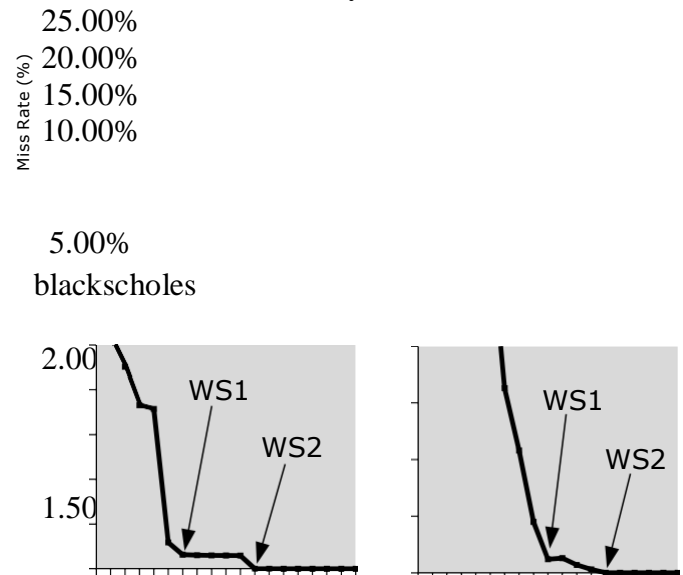 25.00%
20.00%
15.00%
10.00%
Miss Rate (%)
5.00%
blackscholes
2.00
WS1
WS2
1.50
WS1
WS2